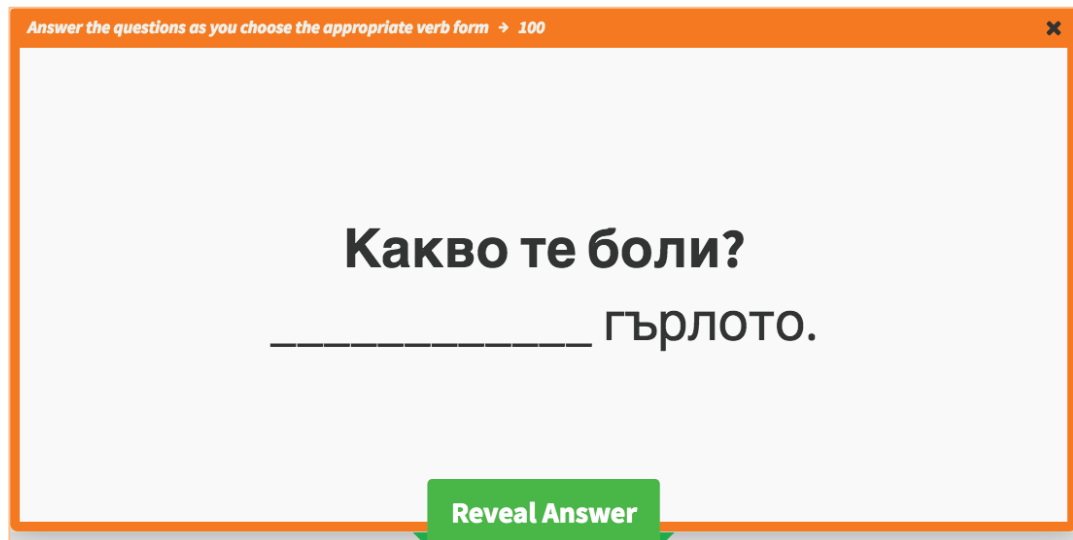 Answer the questions as you choose the appropriate verb form → 100
Какво те боли?
____________ гърлото.
Reveal Answer